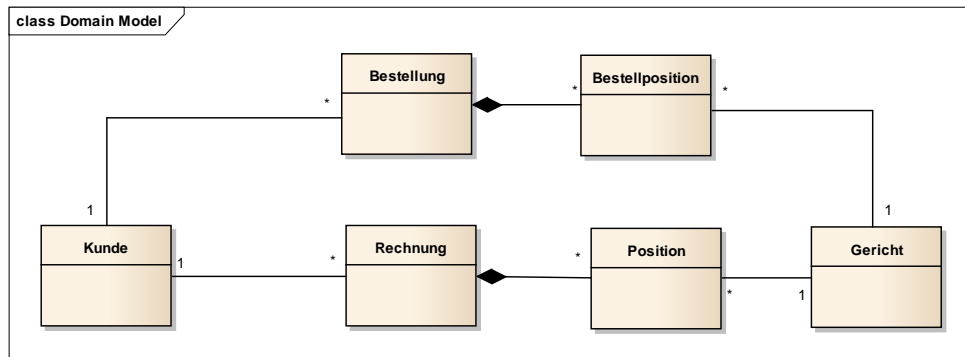 class Domain Model
Bestellung
Bestellposition
*
*
*
1
1
Kunde
Rechnung
Position
Gericht
1
*
*
*
1